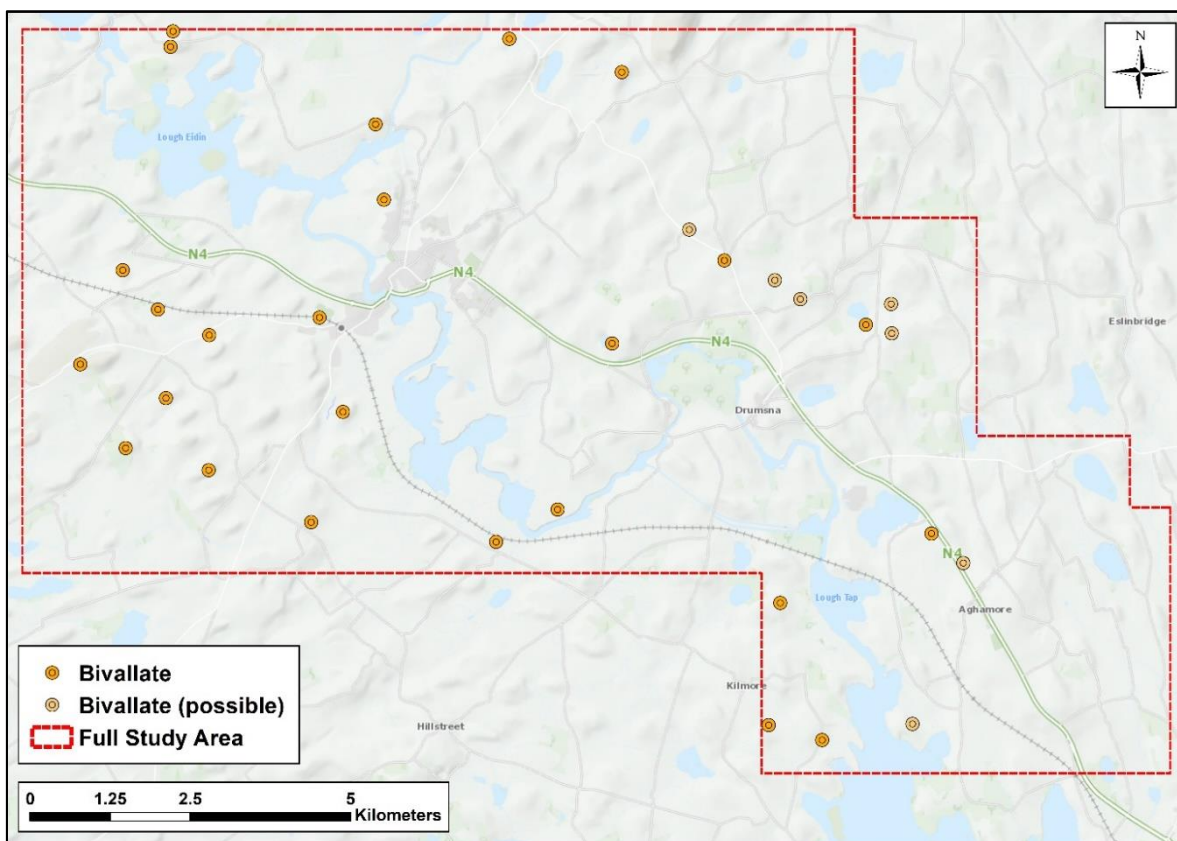 N
Lough Eidin
N4
N4
Eslinbridge
N4
Drumsna
N4
Lough Tap
Aghamore
Kilmore
Hillstreet
Bivallate
Bivallate (possible)
Full Study Area
0 1.25 2.5 5
Kilometers